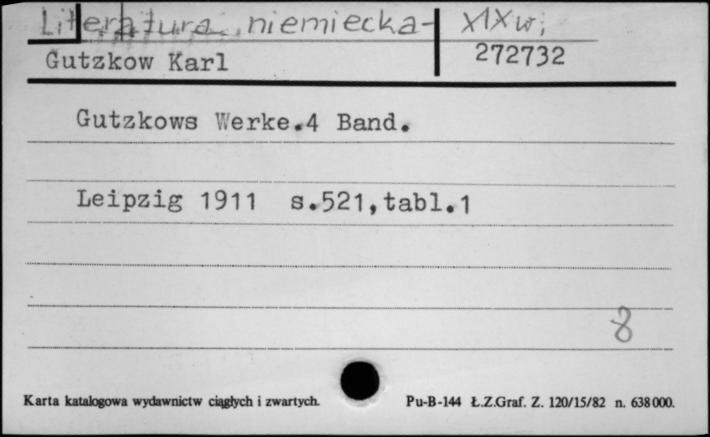 Literatura niemiecka- XIX w;
Gutzkow Karl 272732
Gutzkows Werke.4 Band.
Leipzig 1911 s.521,tabl.1
8
Karta katalogowa wydawnictw ciągłych i zwartych. Pu-B-144 Ł.Z.Graf. Z. 120/15/82 n. 638000.